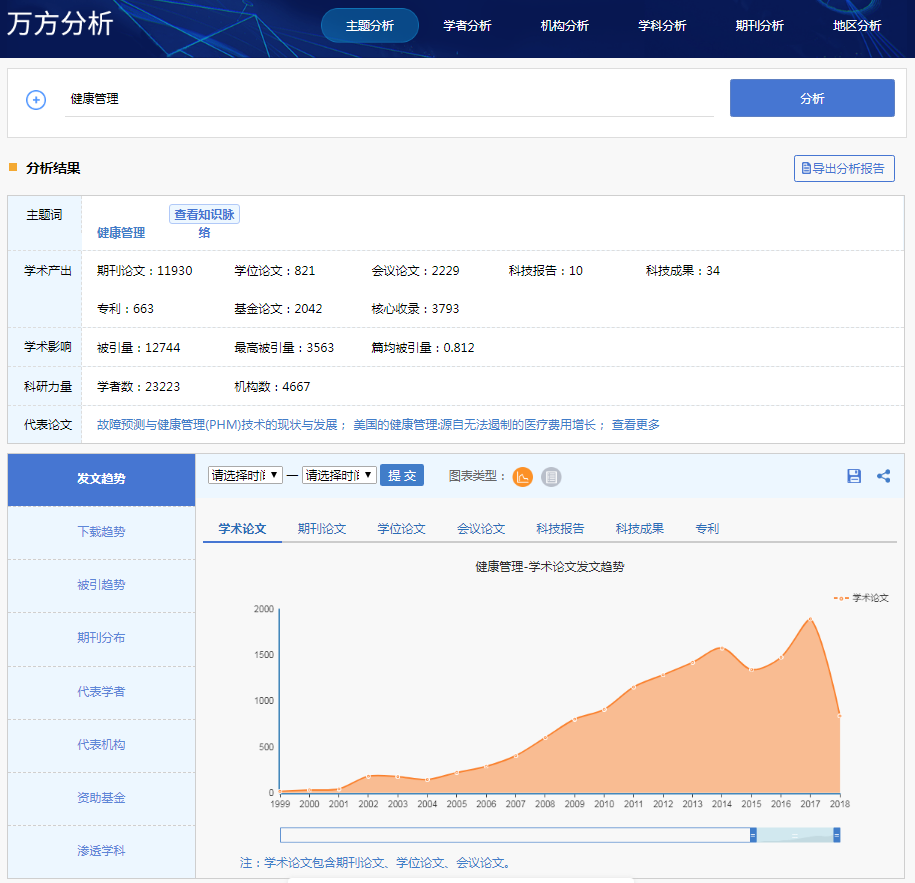 万方分析
主题分析 学者分析 机构分析 学科分析 期刊分析 地区分析
健康管理
分析
分析结果
导出分析报告
主题词 健康管理 查看知识脉
络
学术产出 期刊论文：11930 学位论文：821 会议论文：2229 科技报告：10 科技成果：34
专利：663 基金论文：2042 核心收录：3793
学术影响 被引量：12744 最高被引量：3563 篇均被引量：0.812
科研力量 学者数：23223 机构数：4667
代表论文 故障预测与健康管理(PHM)技术的现状与发展； 美国的健康管理:源自无法遏制的医疗费用增长； 查看更多
发文趋势
下载趋势
被引趋势
期刊分布
代表学者
代表机构
资助基金
渗透学科
请选择时间 — 请选择时间 提交 图表类型：
学术论文 期刊论文 学位论文 会议论文 科技报告 科技成果 专利
健康管理-学术论文发文趋势
学术论文
2000
1500
1000
500
0
1999 2000 2001 2002 2003 2004 2005 2006 2007 2008 2009 2010 2011 2012 2013 2014 2015 2016 2017 2018
注：学术论文包含期刊论文、学位论文、会议论文。